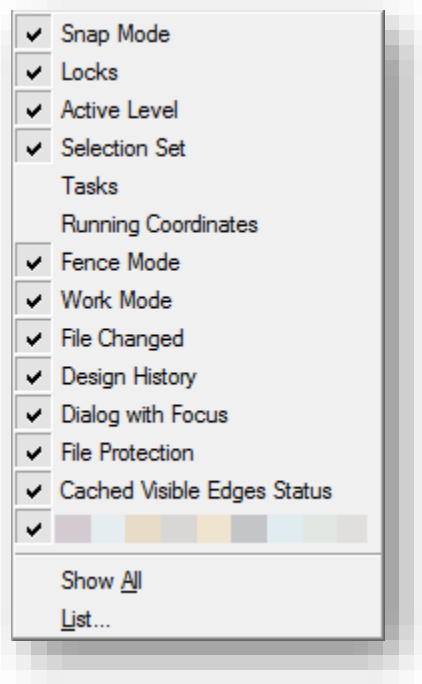 Snap Mode
Locks
Active Level
Selection Set
Tasks
Running Coordinates
Fence Mode
Work Mode
File Changed
Design History
Dialog with Focus
File Protection
Cached Visible Edges Status
Show All
List...